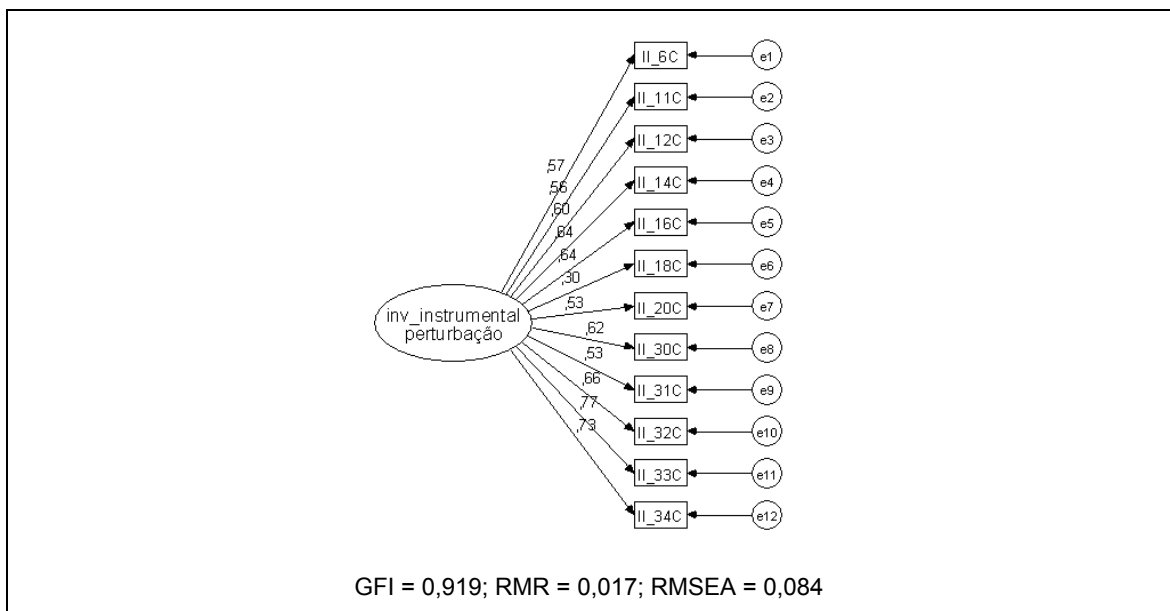 II_6C
e1
II_11C
e2
II_12C
e3
,57
,56
II_14C
e4
,60
,64
II_16C
e5
,64
,30
II_18C
e6
,53
II_20C
e7
inv_instrumental
perturbação
,62
II_30C
e8
,53
,66
II_31C
e9
,77
,73
II_32C
e10
II_33C
e11
II_34C
e12
GFI = 0,919; RMR = 0,017; RMSEA = 0,084